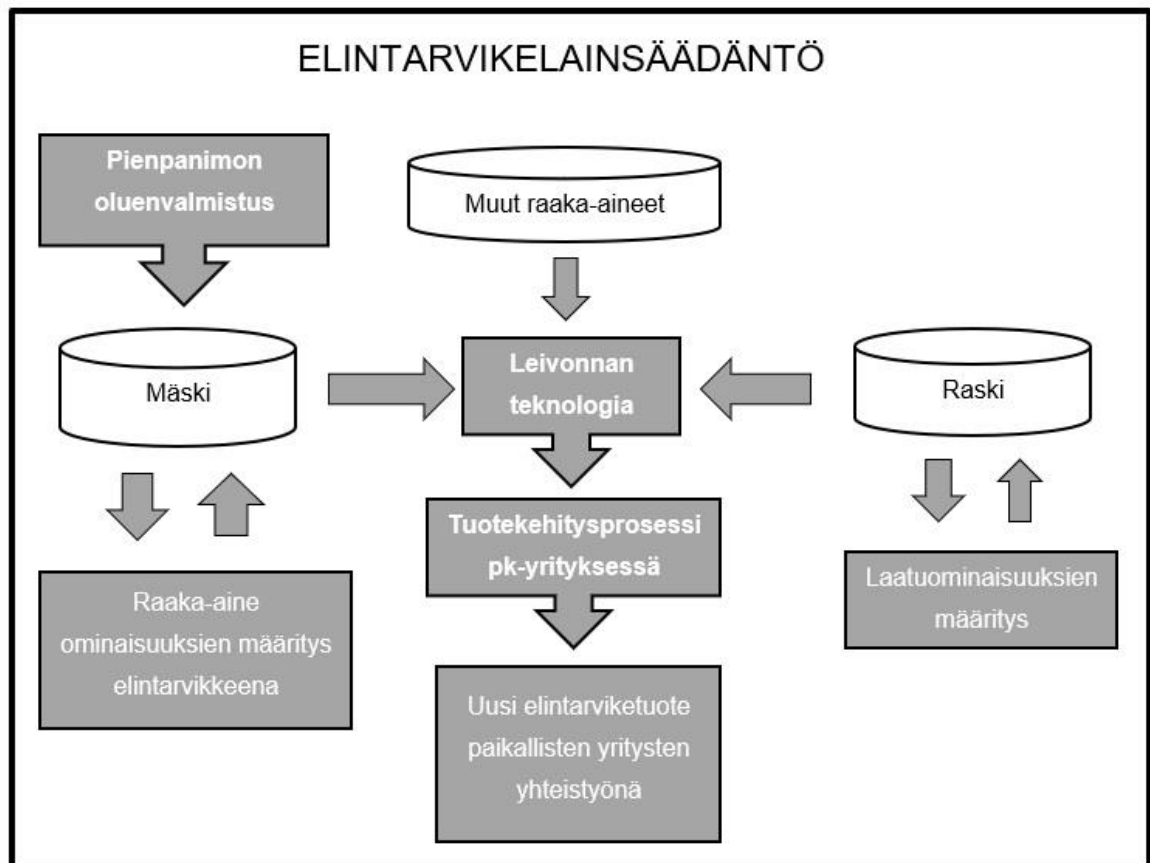 ELINTARVIKELAINSÄÄDÄNTÖ
Pienpanimon
oluenvalmistus
Muut raaka-aineet
Mäski
Leivonnan
teknologia
Raski
Tuotekehitysprosessi
pk-yrityksessä
Raaka-aine
ominaisuuksien määritys
elintarvikkeena
Laatuominaisuuksien
määritys
Uusi elintarviketuote
paikallisten yritysten
yhteistyönä